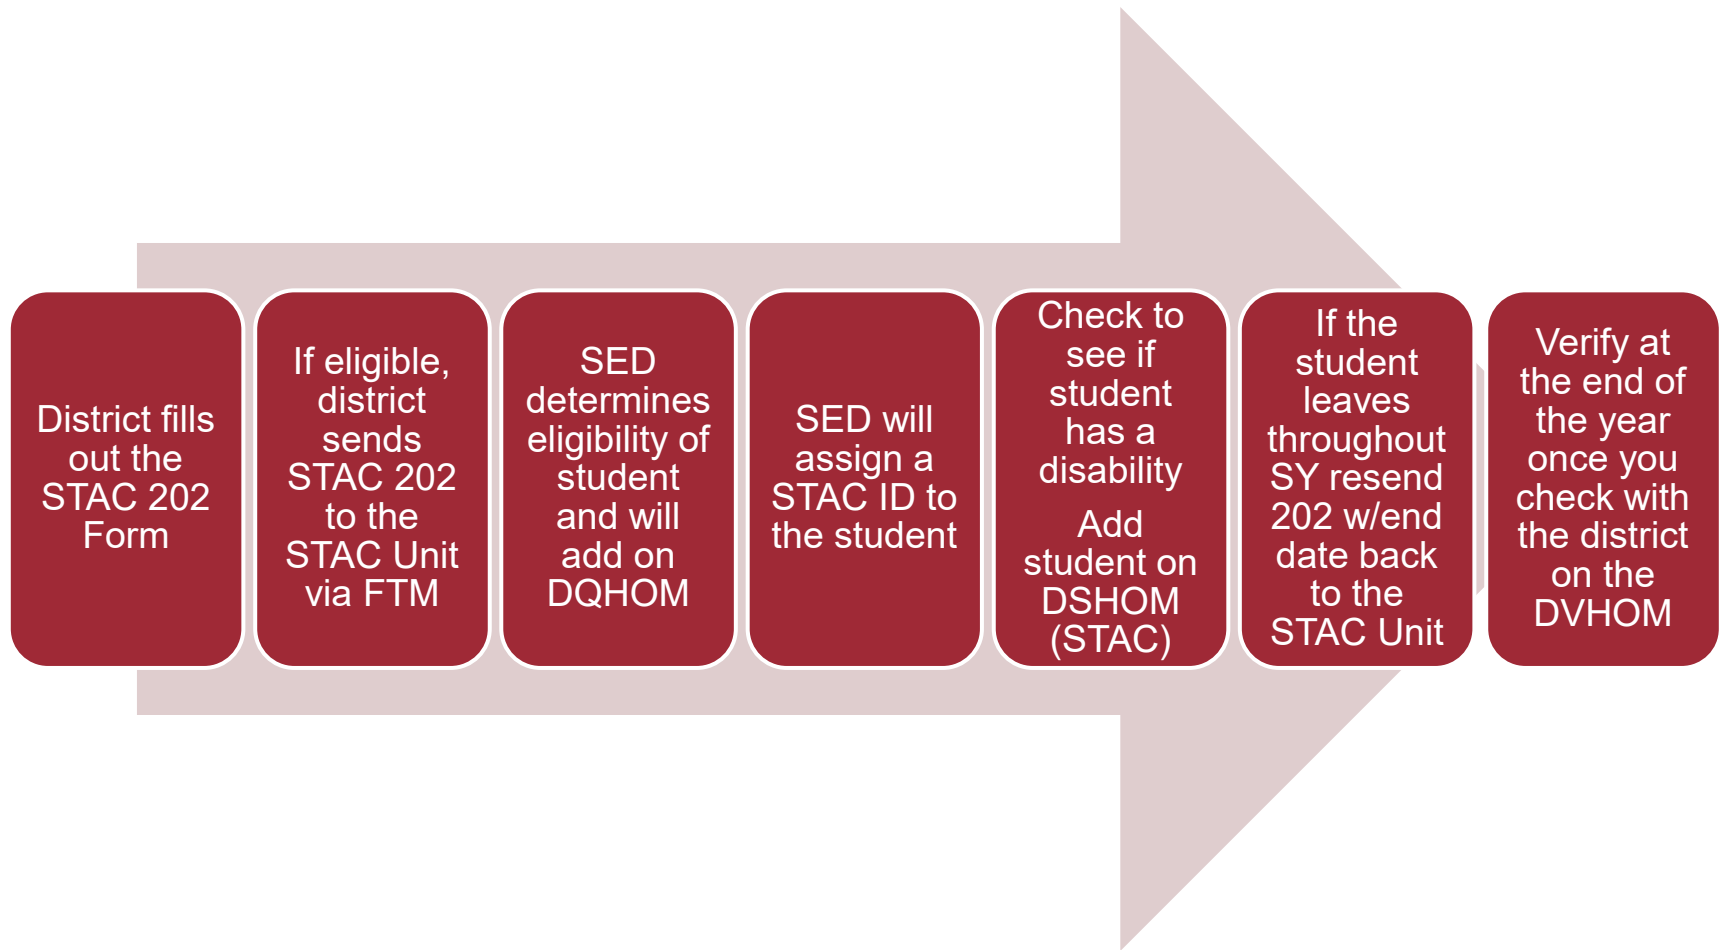 District fills
out the
STAC 202
Form
If eligible,
district
sends
STAC 202
to the
STAC Unit
via FTM
SED
determines
eligibility of
student
and will
add on
DQHOM
SED will
assign a
STAC ID to
the student
Check to
see if
student
has a
disability
Add
student on
DSHOM
(STAC)
If the
student
leaves
throughout
SY resend
202 w/end
date back
to the
STAC Unit
Verify at
the end of
the year
once you
check with
the district
on the
DVHOM